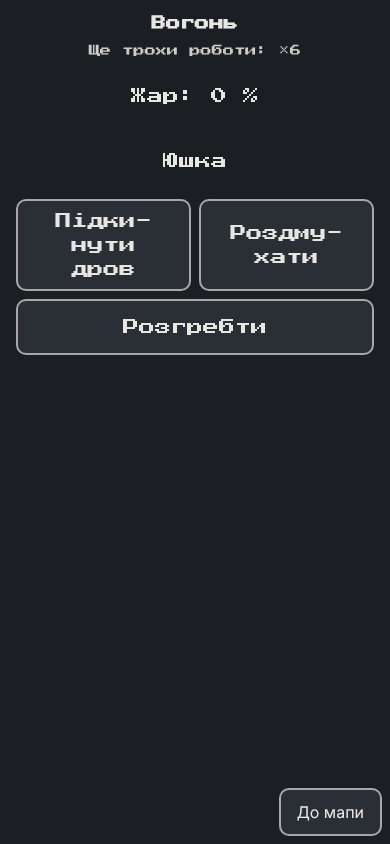 Вогонь
Ще трохи роботи: ×6
Жар: 0 %
Юшка
Підки-
нути
дров
Роздму-
хати
Розгребти
До мапи